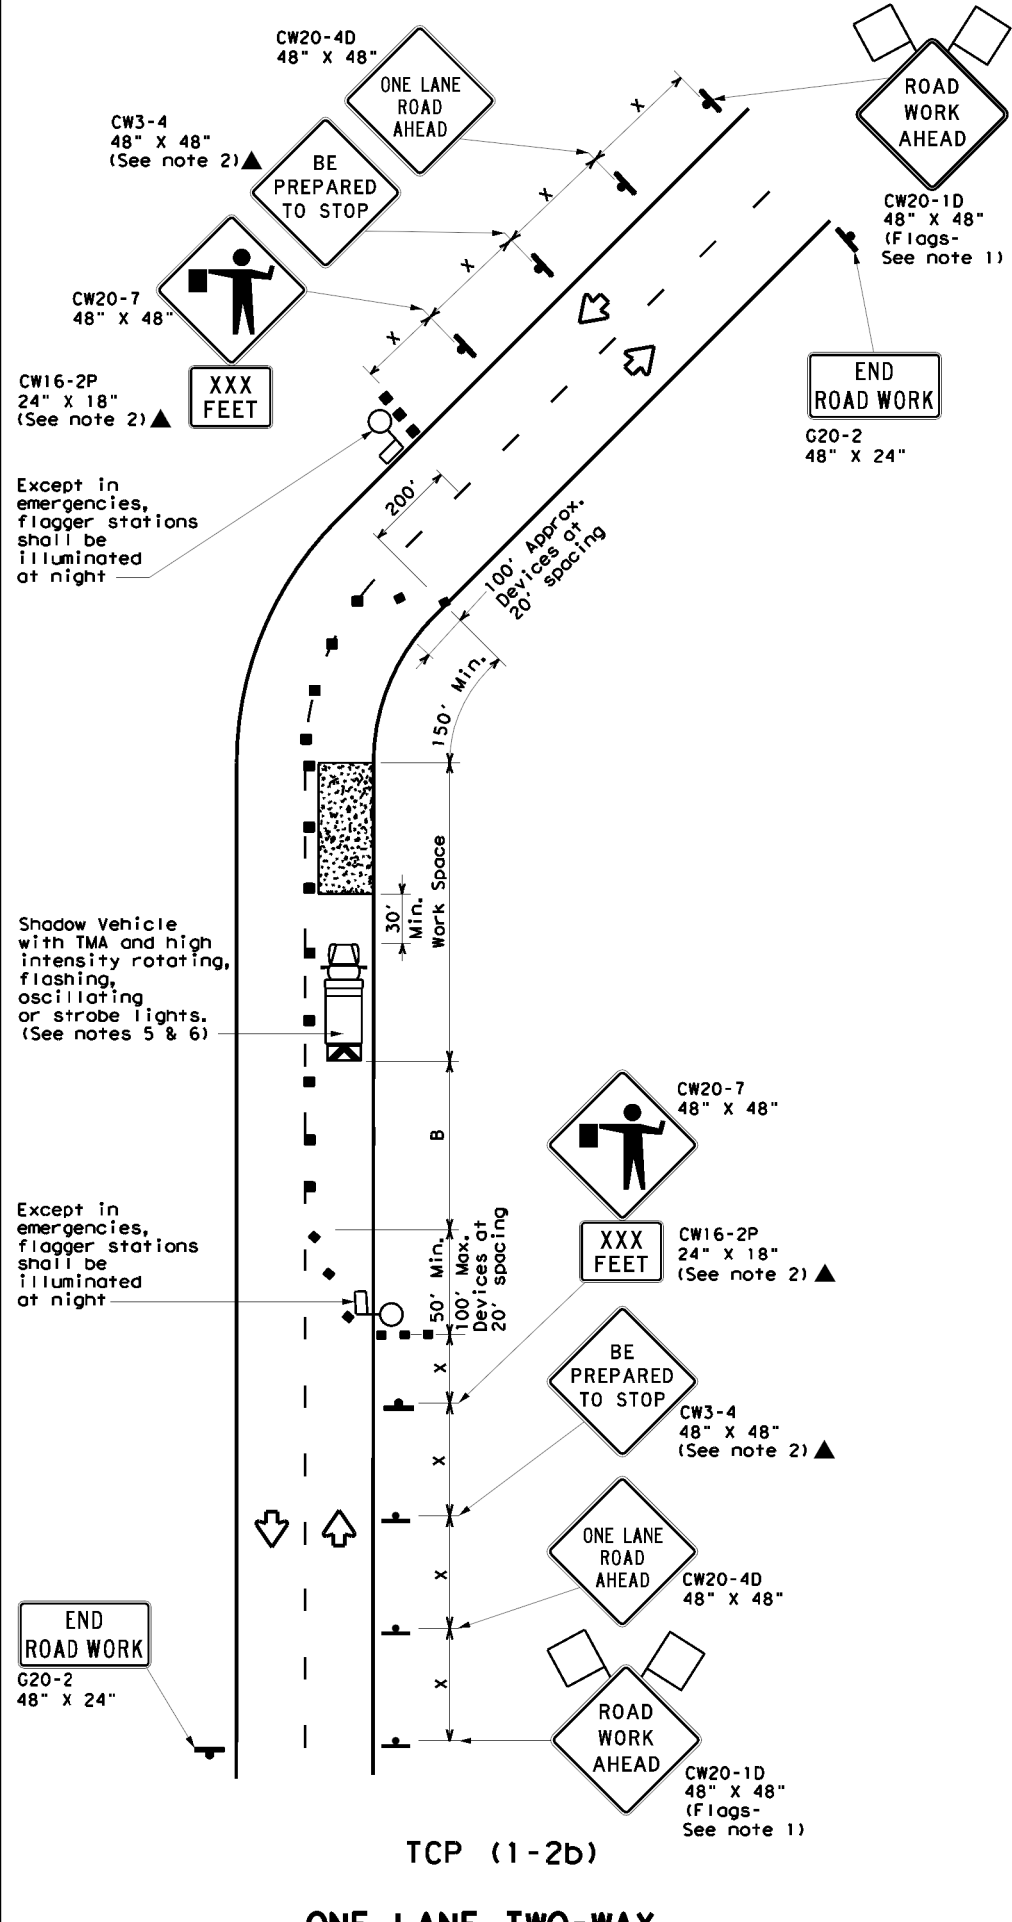 CW20-4D
48" X 48"
ONE LANE
ROAD
AHEAD
ROAD
WORK
AHEAD
CW3-4
48" X 48"
(See note 2)▲
BE
PREPARED
TO STOP
CW20-1D
48" X 48"
(Flags-
See note 1)
X
X
X
X
CW20-7
48" X 48"
XXX
FEET
CW16-2P
24" X 18"
(See note 2)▲
END
ROAD WORK
G20-2
48" X 24"
Except in
emergencies,
flagger stations
shall be
illuminated
at night
200'
100' Approx.
Devices at
20' spacing
150' Min.
Work Space
30'
Min.
Shadow Vehicle
with TMA and high
intensity rotating,
flashing,
oscillating
or strobe lights.
(See notes 5 & 6)
B
CW20-7
48" X 48"
XXX
FEET
CW16-2P
24" X 18"
(See note 2)▲
Except in
emergencies,
flagger stations
shall be
illuminated
at night
50' Min.
100' Max.
Devices at
20' spacing
X
X
X
X
BE
PREPARED
TO STOP
CW3-4
48" X 48"
(See note 2)▲
ONE LANE
ROAD
AHEAD
CW20-4D
48" X 48"
END
ROAD WORK
G20-2
48" X 24"
ROAD
WORK
AHEAD
CW20-1D
48" X 48"
(Flags-
See note 1)
TCP (1-2b)
ONE LANE TWO-WAY